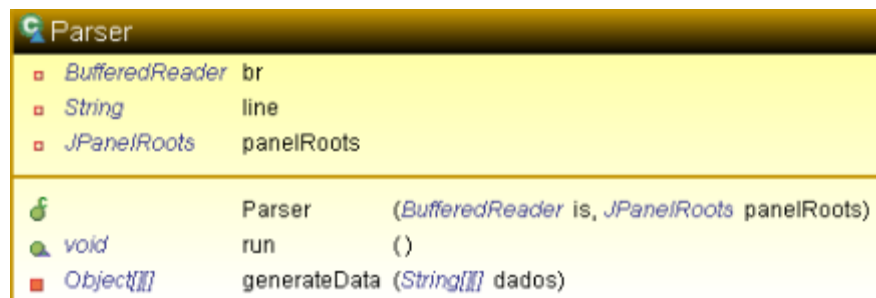 Parser
BufferedReader br
String line
JPanelRoots panelRoots
Parser (BufferedReader is, JPanelRoots panelRoots)
void run ()
Object[][] generateData (String[][] dados)